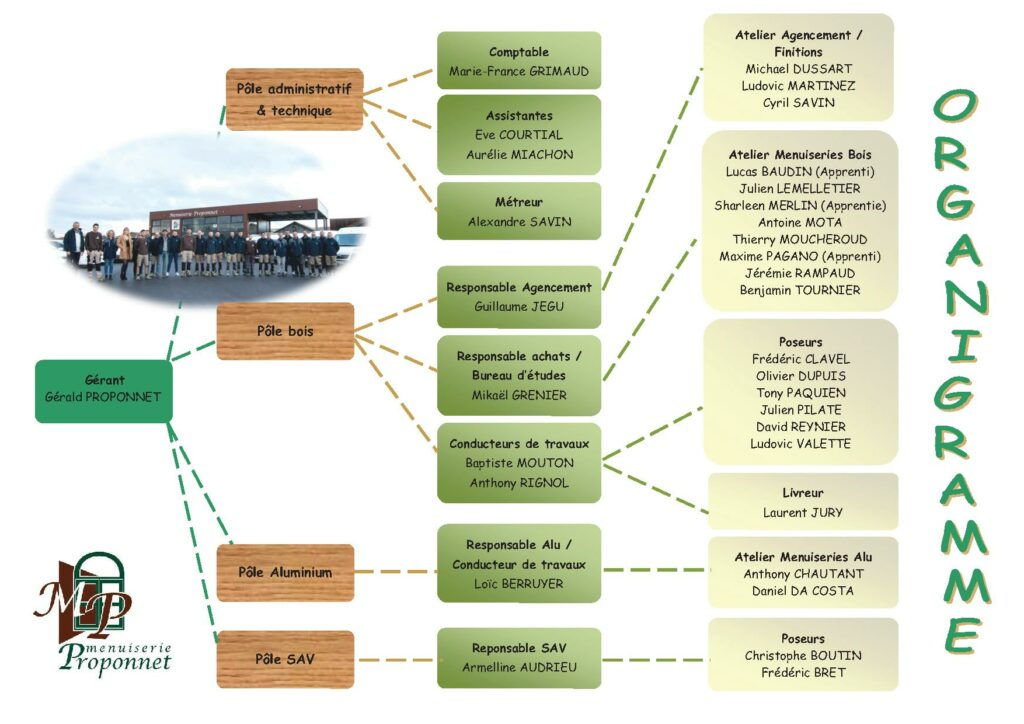 Gérant
Gérald PROPONNET
Pôle administratif
& technique
Pôle bois
Pôle Aluminium
Pôle SAV
Comptable
Marie-France GRIMAUD
Assistantes
Eve COURTIAL
Aurélie MIACHON
Métreur
Alexandre SAVIN
Responsable Agencement
Guillaume JEGU
Responsable achats /
Bureau d'études
Mikaël GRENIER
Conducteurs de travaux
Baptiste MOUTON
Anthony RIGNOL
Responsable Alu /
Conducteur de travaux
Loïc BERRUYER
Reponsable SAV
Armelline AUDRIEU
Atelier Agencement /
Finitions
Michael DUSSART
Ludovic MARTINEZ
Cyril SAVIN
Atelier Menuiseries Bois
Lucas BAUDIN (Apprenti)
Julien LEMELLETIER
Sharleen MERLIN (Apprentie)
Antoine MOTA
Thierry MOUCHEROUD
Maxime PAGANO (Apprenti)
Jérémie RAMPAUD
Benjamin TOURNIER
Poseurs
Frédéric CLAVEL
Olivier DUPUIS
Tony PAQUIEN
Julien PILATE
David REYNIER
Ludovic VALETTE
Livreur
Laurent JURY
Atelier Menuiseries Alu
Anthony CHAUTANT
Daniel DA COSTA
Poseurs
Christophe BOUTIN
Frédéric BRET
ORGANIGRAMME
Menuiserie Proponnet
MP
menuiserie
Proponnet